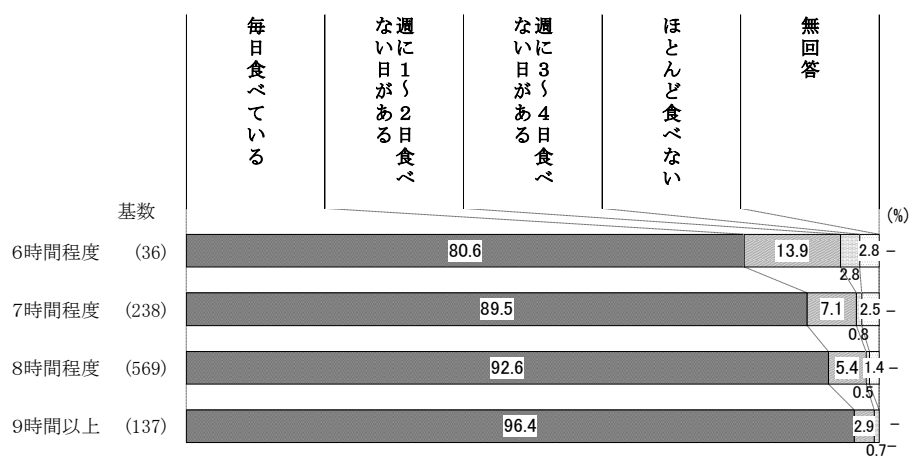 毎日食べている
週に1～2日食べ
ない日がある
週に3～4日食べ
ない日がある
ほとんど食べない
無回答
基数
(%)
6時間程度 (36) 80.6 13.9 2.8 2.8 －
7時間程度 (238) 89.5 7.1 0.8 2.5 －
8時間程度 (569) 92.6 5.4 0.5 1.4 －
9時間以上 (137) 96.4 2.9 0.7 －